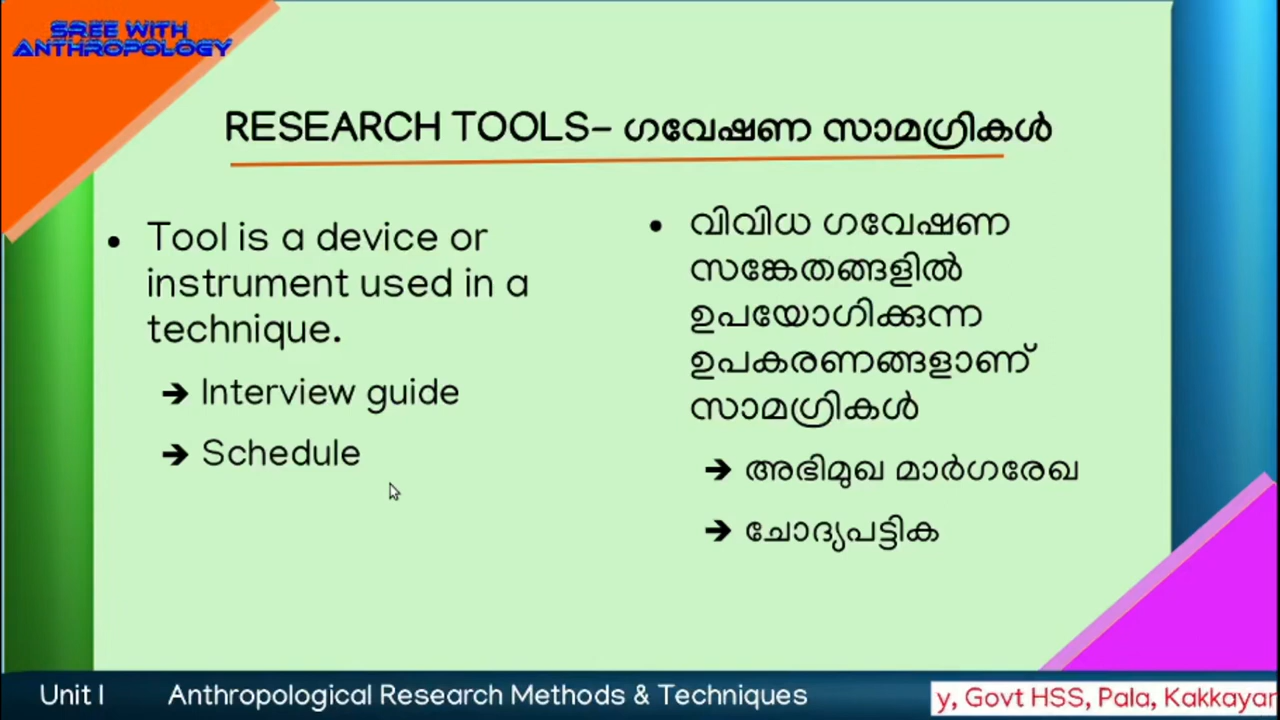 SREE WITH
ANTHROPOLOGY
RESEARCH TOOLS– ഗവേഷണ സാമഗ്രികൾ
Tool is a device or
instrument used in a
technique.
Interview guide
Schedule
വിവിധ ഗവേഷണ
സങ്കേതങ്ങളിൽ
ഉപയോഗിക്കുന്ന
ഉപകരണങ്ങളാണ്
സാമഗ്രികൾ
അഭിമുഖ മാർഗരേഖ
ചോദ്യപട്ടിക
Unit I Anthropological Research Methods & Techniques
y, Govt HSS, Pala, Kakkayan